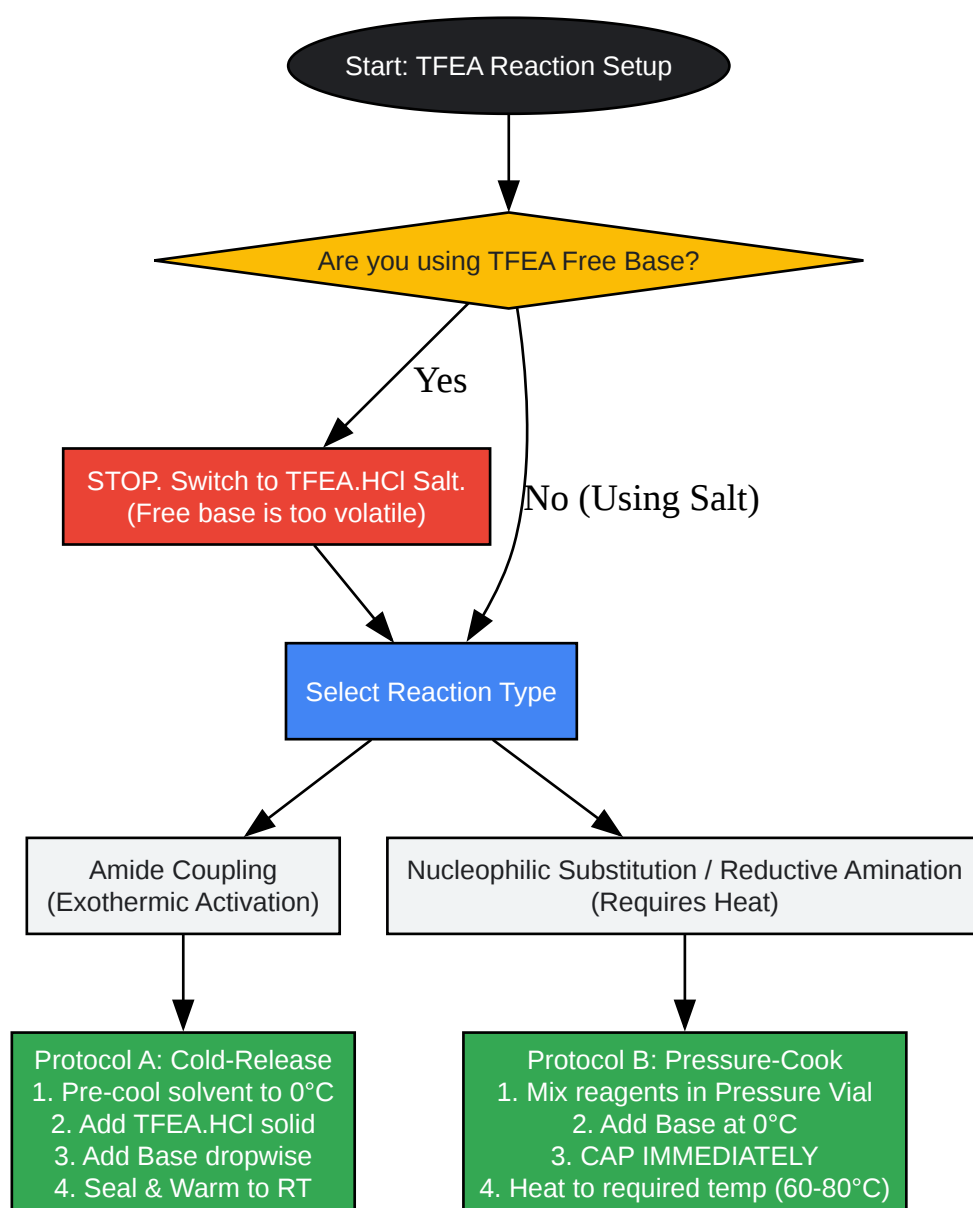 Start: TFEA Reaction Setup
Are you using TFEA Free Base?
Yes
STOP. Switch to TFEA.HCl Salt.
(Free base is too volatile)
No (Using Salt)
Select Reaction Type
Amide Coupling
(Exothermic Activation)
Nucleophilic Substitution / Reductive Amination
(Requires Heat)
Protocol A: Cold-Release
1. Pre-cool solvent to 0°C
2. Add TFEA.HCl solid
3. Add Base dropwise
4. Seal & Warm to RT
Protocol B: Pressure-Cook
1. Mix reagents in Pressure Vial
2. Add Base at 0°C
3. CAP IMMEDIATELY
4. Heat to required temp (60-80°C)